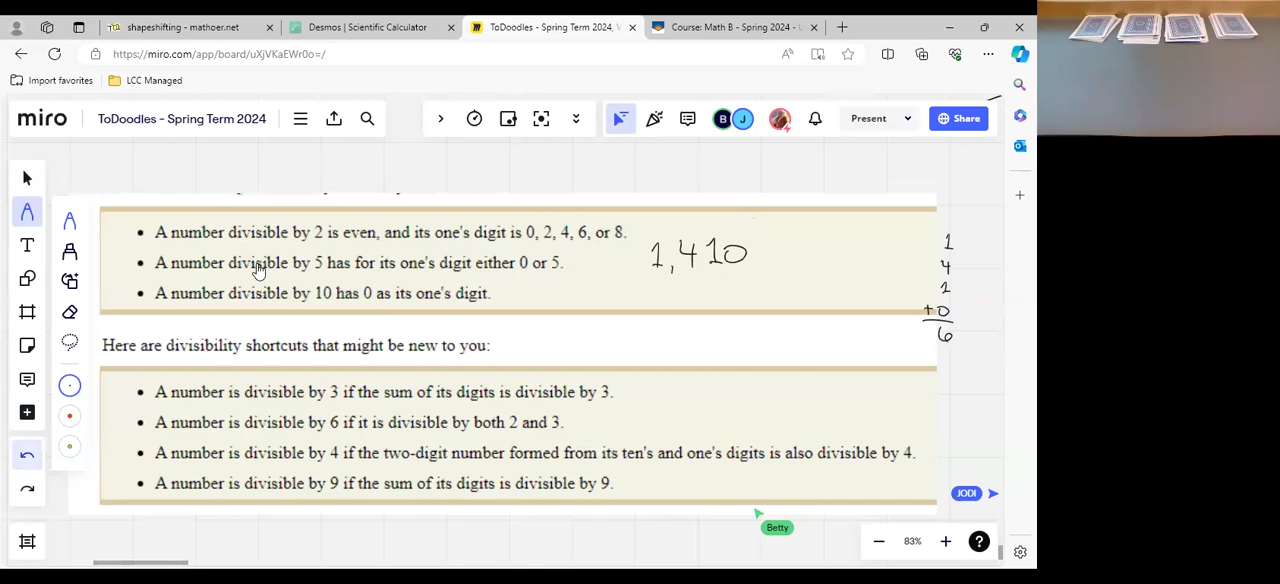 shapeshifting - mathoer.net
Desmos | Scientific Calculator
ToDoodles - Spring Term 2024, V
Course: Math B - Spring 2024 - L
https://miro.com/app/board/uXjVKaEWr0o=/
Import favorites
LCC Managed
miro
ToDoodles - Spring Term 2024
B
J
Present
Share
A number divisible by 2 is even, and its one's digit is 0, 2, 4, 6, or 8.
A number divisible by 5 has for its one's digit either 0 or 5.
A number divisible by 10 has 0 as its one's digit.
1,410
1
4
1
+0
6
Here are divisibility shortcuts that might be new to you:
A number is divisible by 3 if the sum of its digits is divisible by 3.
A number is divisible by 6 if it is divisible by both 2 and 3.
A number is divisible by 4 if the two-digit number formed from its ten's and one's digits is also divisible by 4.
A number is divisible by 9 if the sum of its digits is divisible by 9.
JODI
Betty
83%